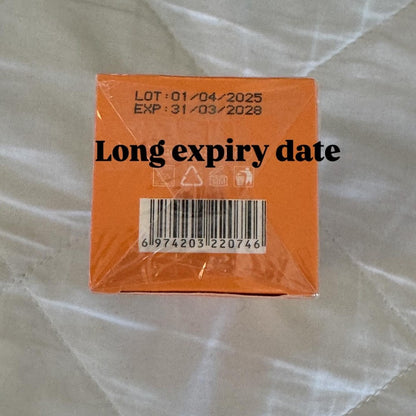 LOT:01/04/2025
EXP:31/03/2028
Long expiry date
6 974203 220746